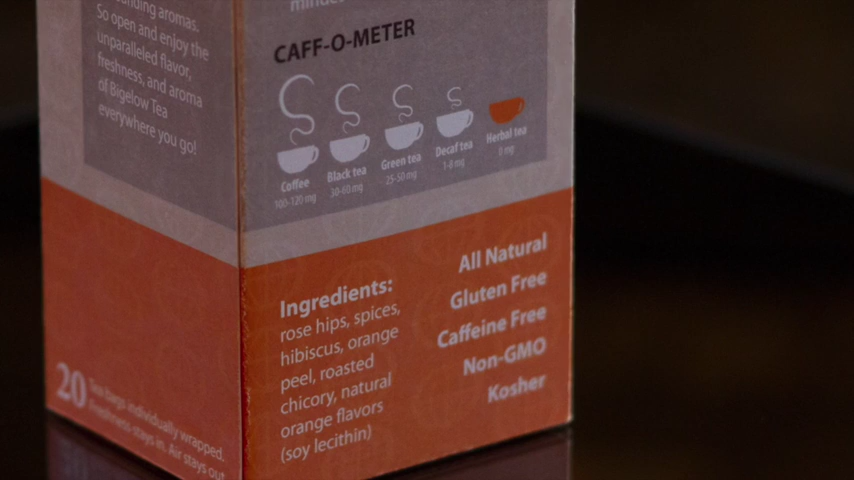 unding aromas.
So open and enjoy the
unparalleled flavor,
freshness, and aroma
of Bigelow Tea
everywhere you go!
20
Tea bags individually wrapped.
Freshness stays in. Air stays out
CAFF-O-METER
Coffee
100-120 mg
Black tea
30-60 mg
Green tea
25-50 mg
Decaf tea
1-8 mg
Herbal tea
0 mg
Ingredients:
rose hips, spices,
hibiscus, orange
peel, roasted
chicory, natural
orange flavors
(soy lecithin)
All Natural
Gluten Free
Caffeine Free
Non-GMO
Kosher